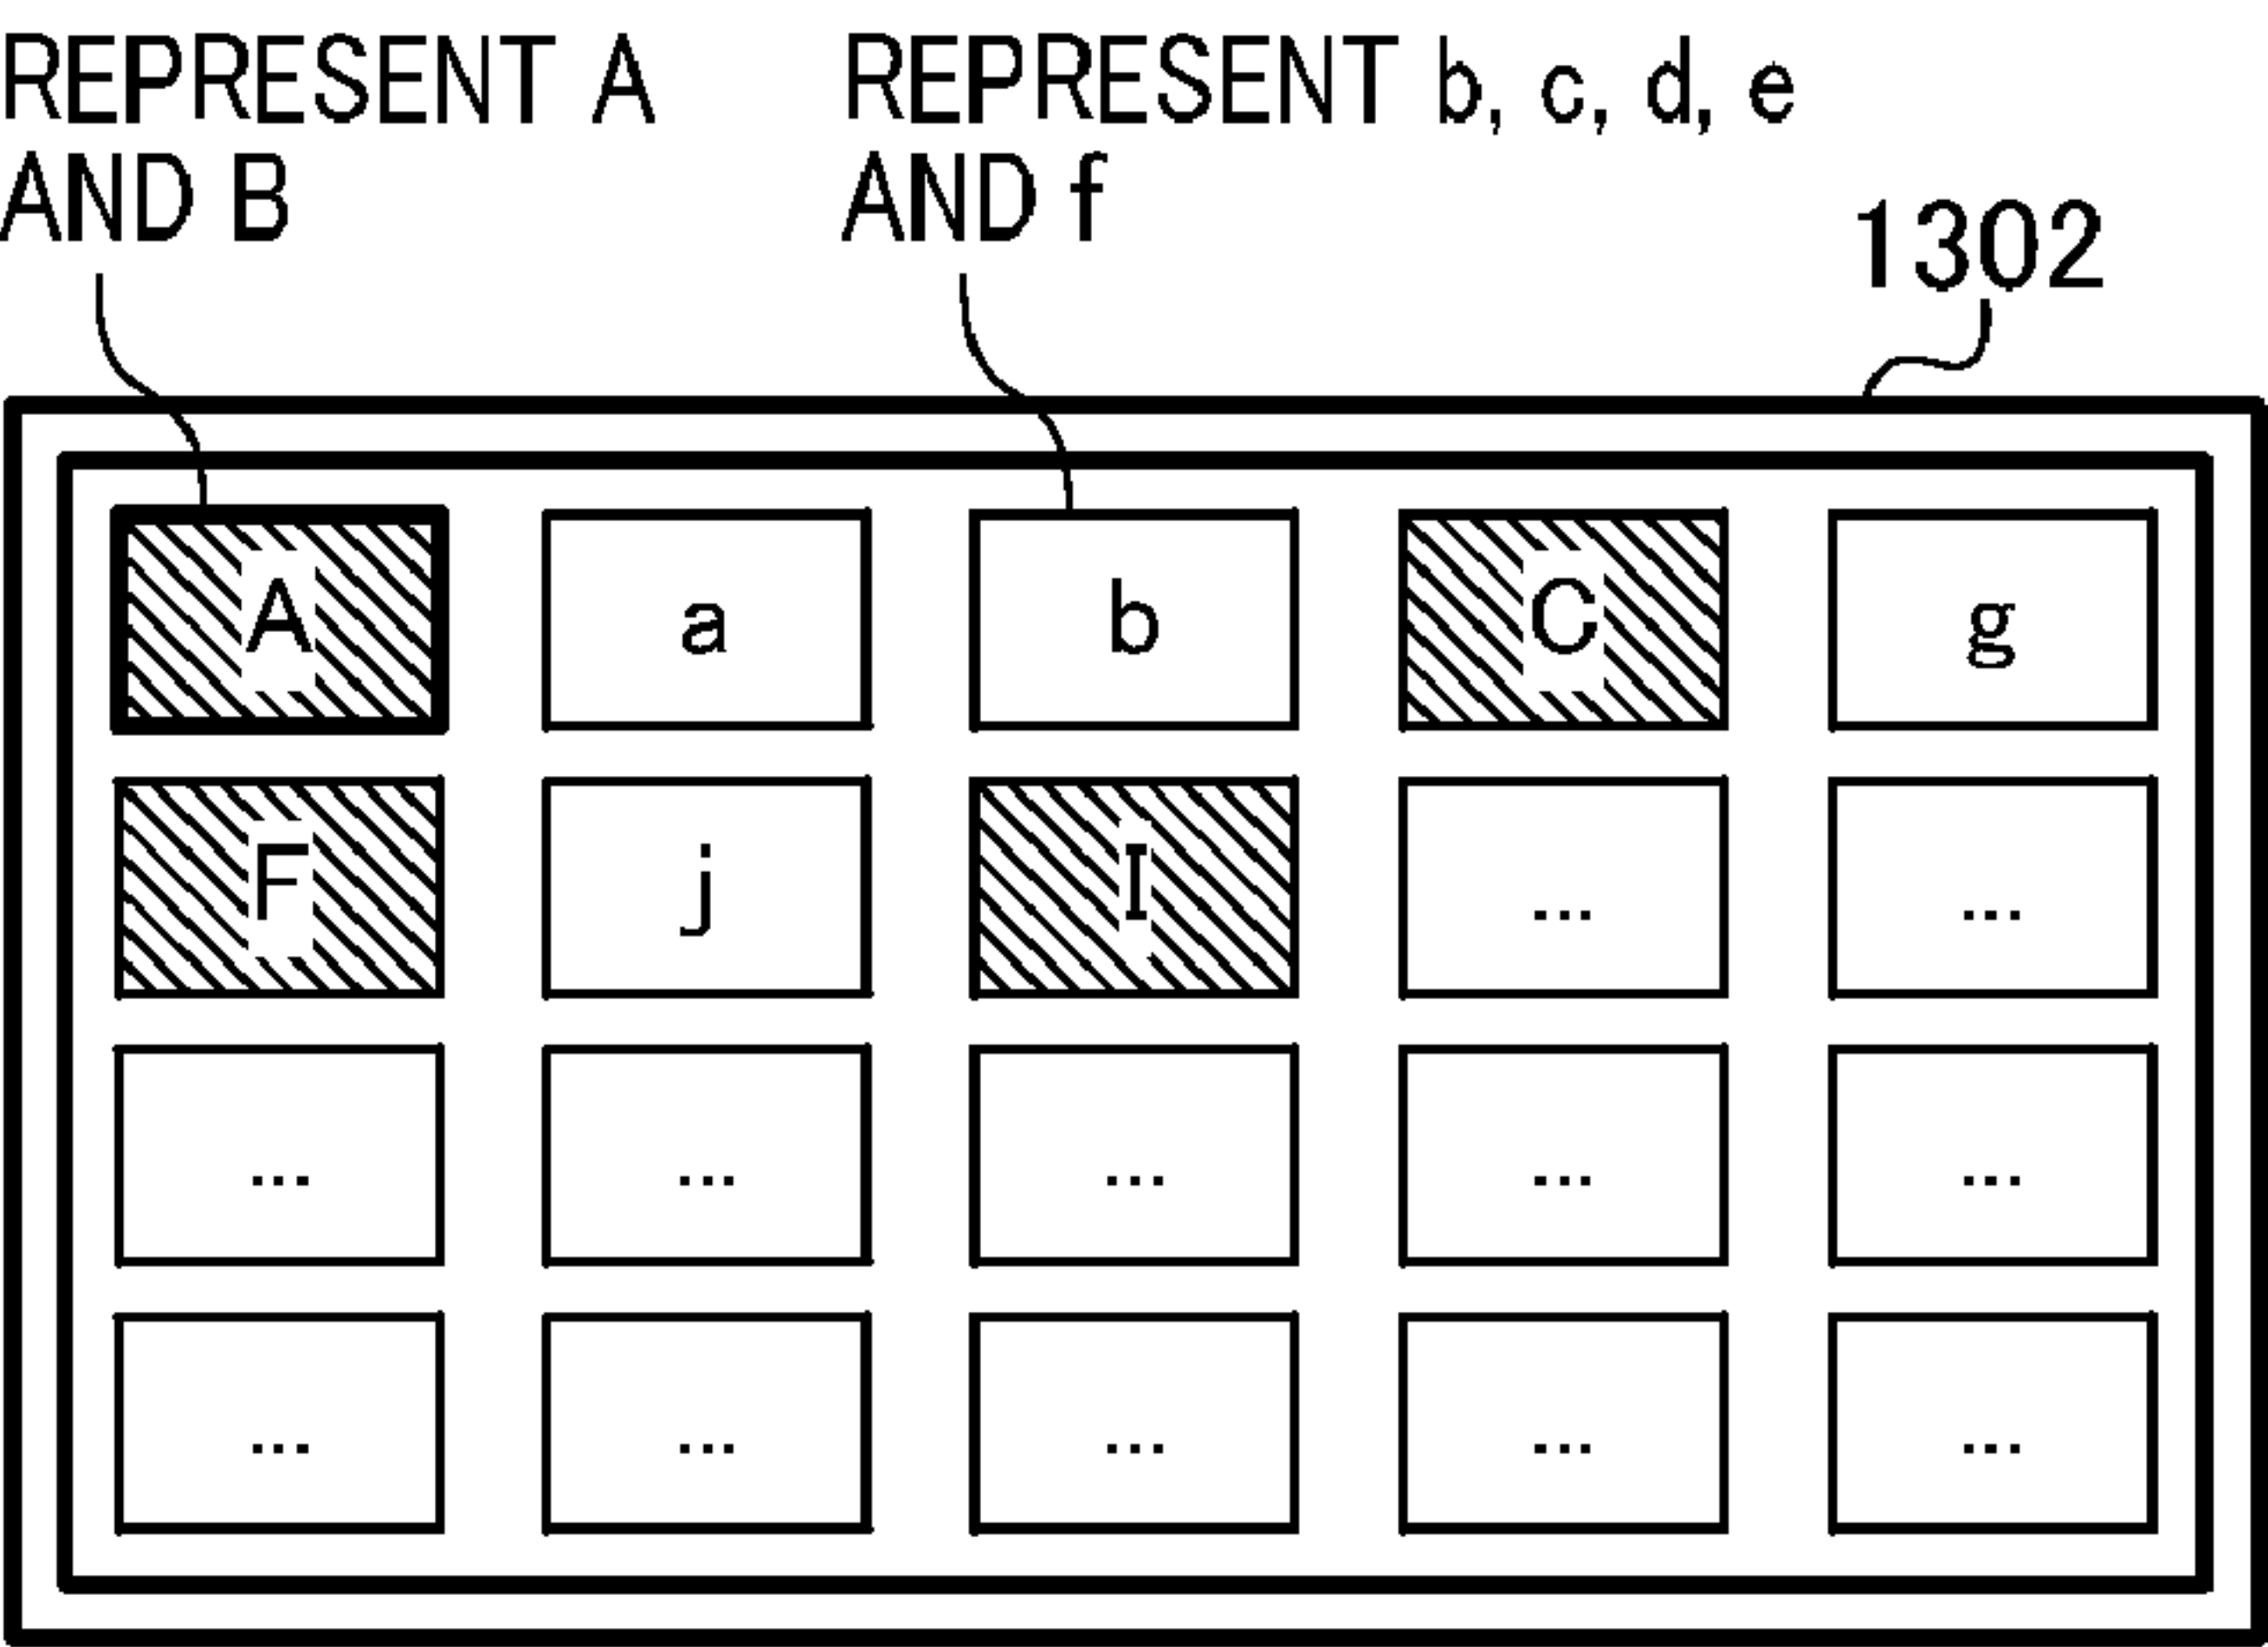 REPRESENT A
AND B
REPRESENT b, c, d, e
AND f
1302
A a b C g
F j I ... ...
... ... ... ... ...
... ... ... ... ...